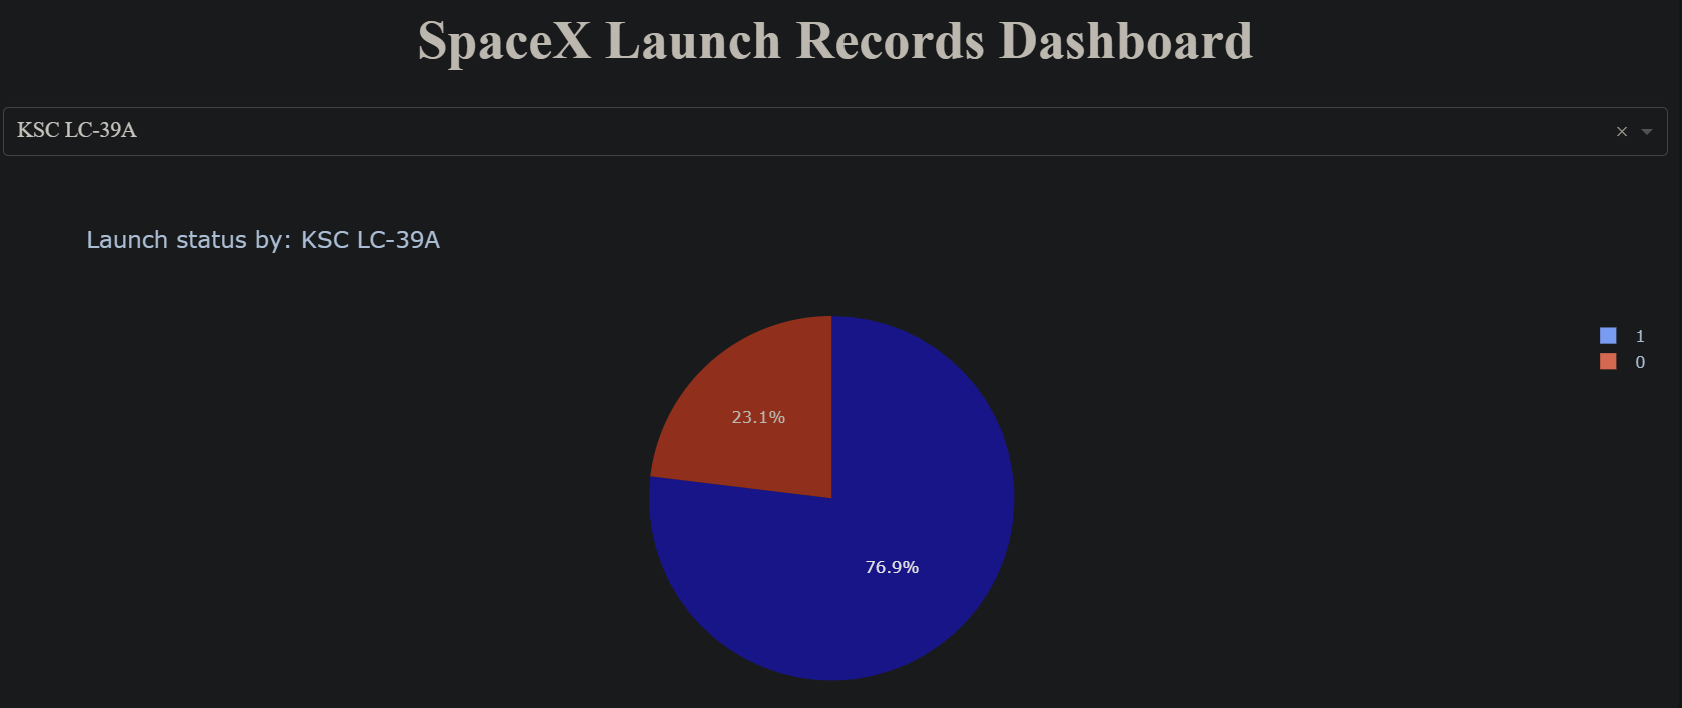 SpaceX Launch Records Dashboard
KSC LC-39A
Launch status by: KSC LC-39A
1
0
23.1%
76.9%